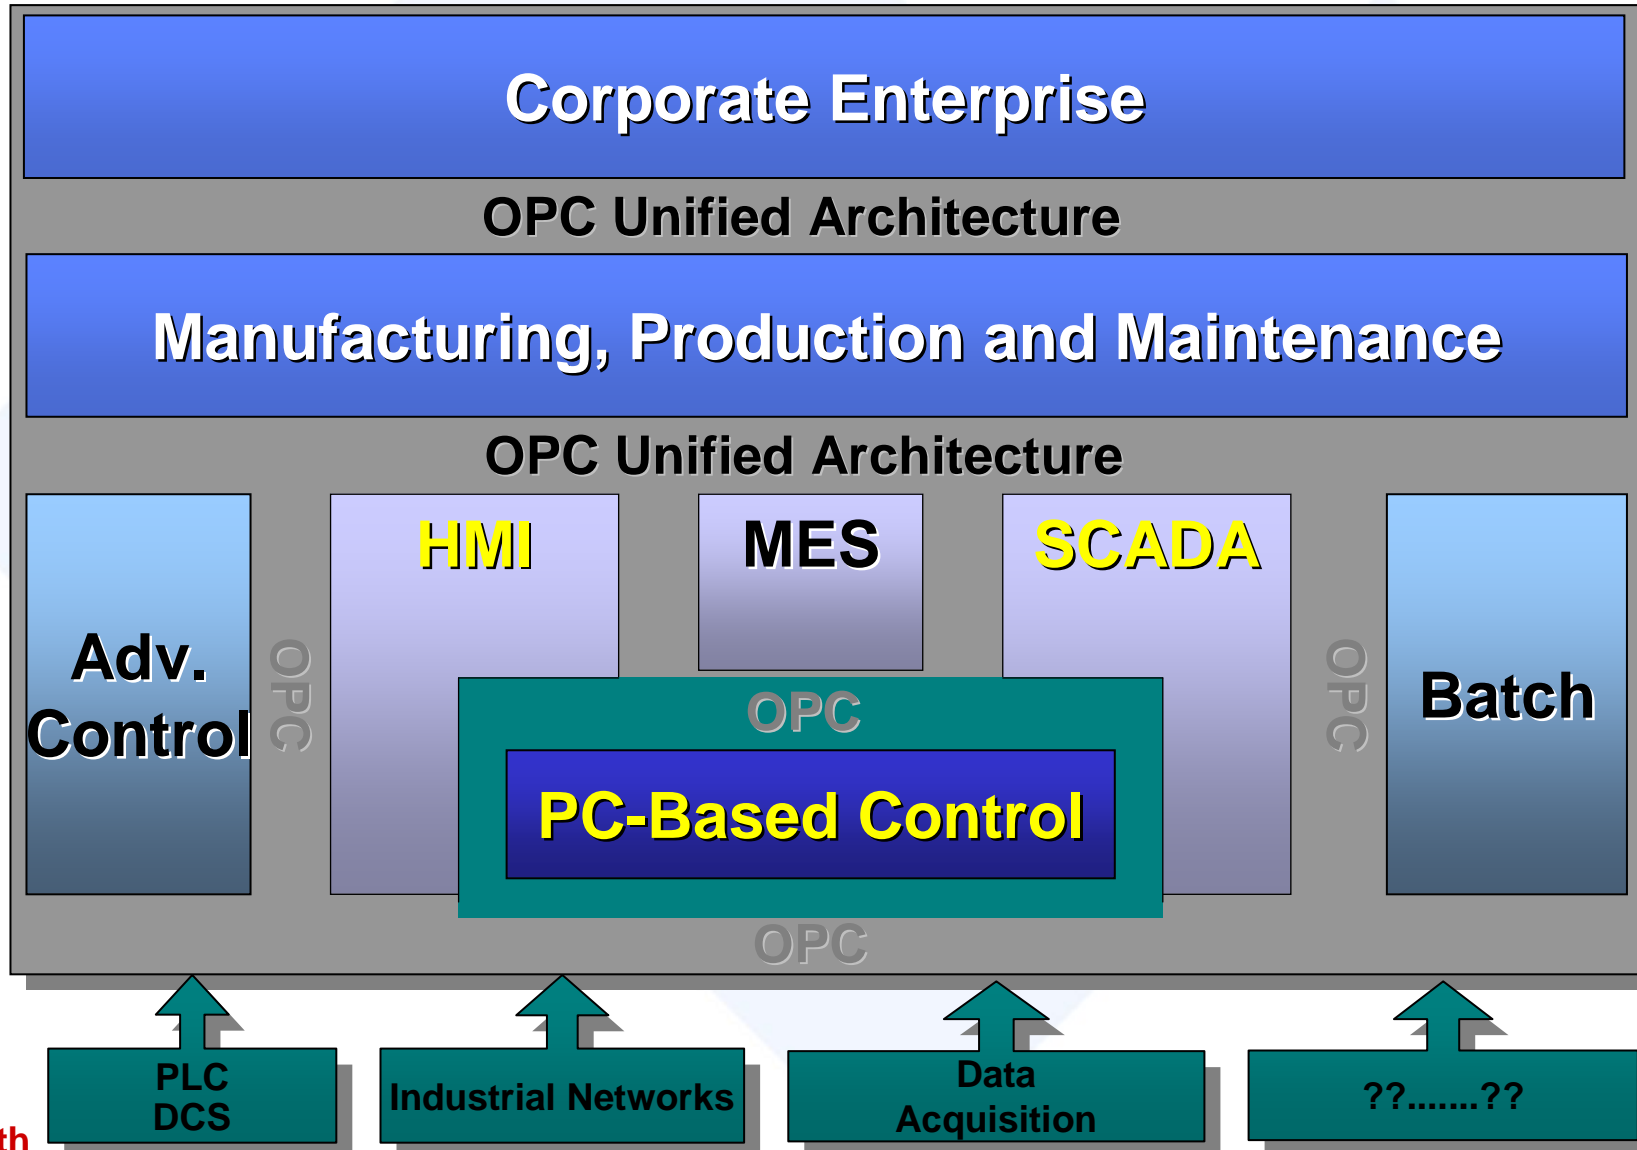 Corporate Enterprise
OPC Unified Architecture
Manufacturing, Production and Maintenance
OPC Unified Architecture
HMI
MES
SCADA
Adv.
Control
OPC
OPC
Batch
OPC
PC-Based Control
OPC
PLC
DCS
Industrial Networks
Data
Acquisition
??.......??